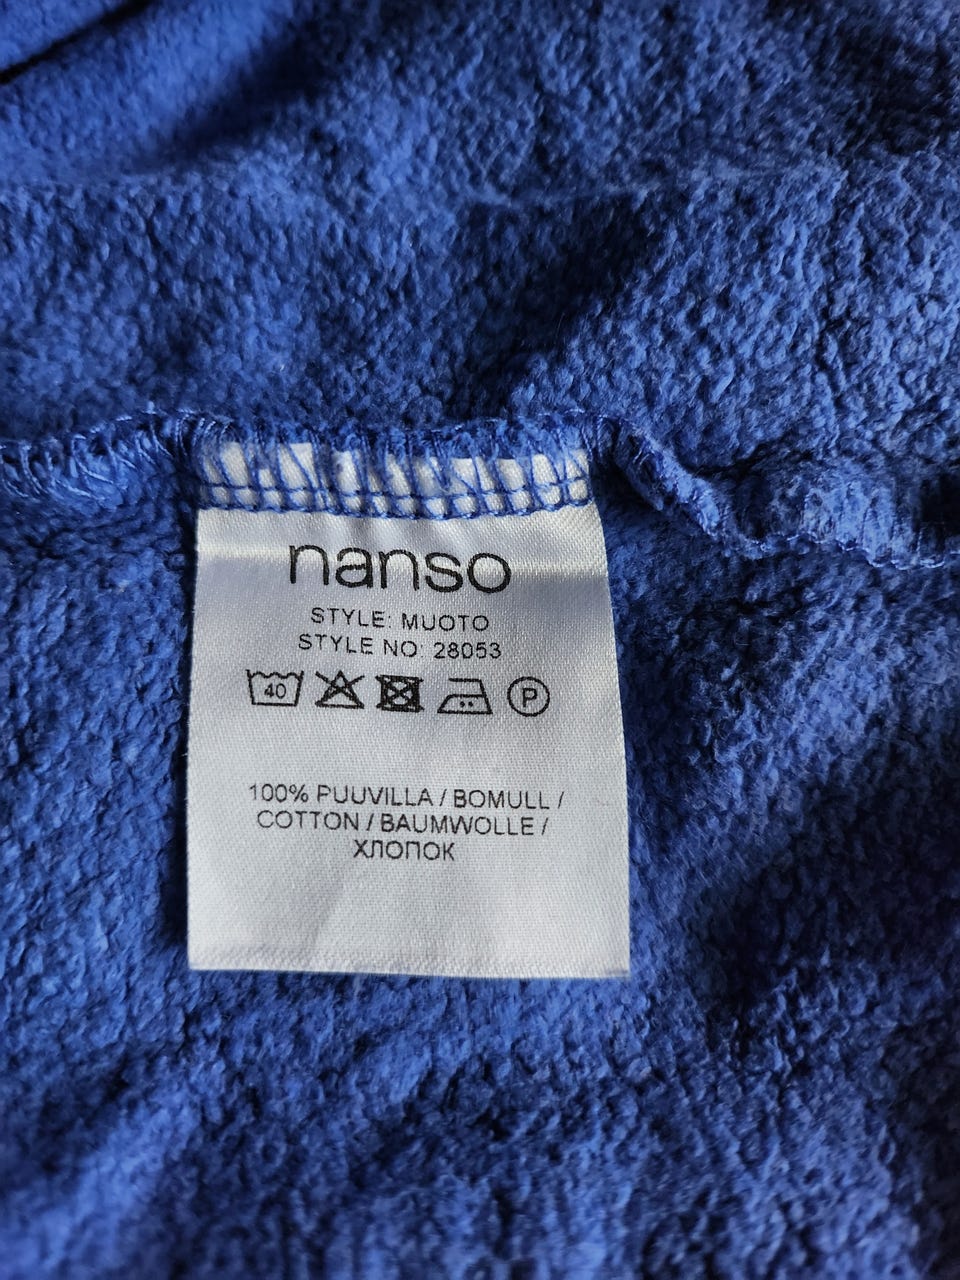 nanso
STYLE: MUOTO
STYLE NO: 28053
40 P
100% PUUVILLA / BOMULL /
COTTON / BAUMWOLLE /
ХЛОПОК